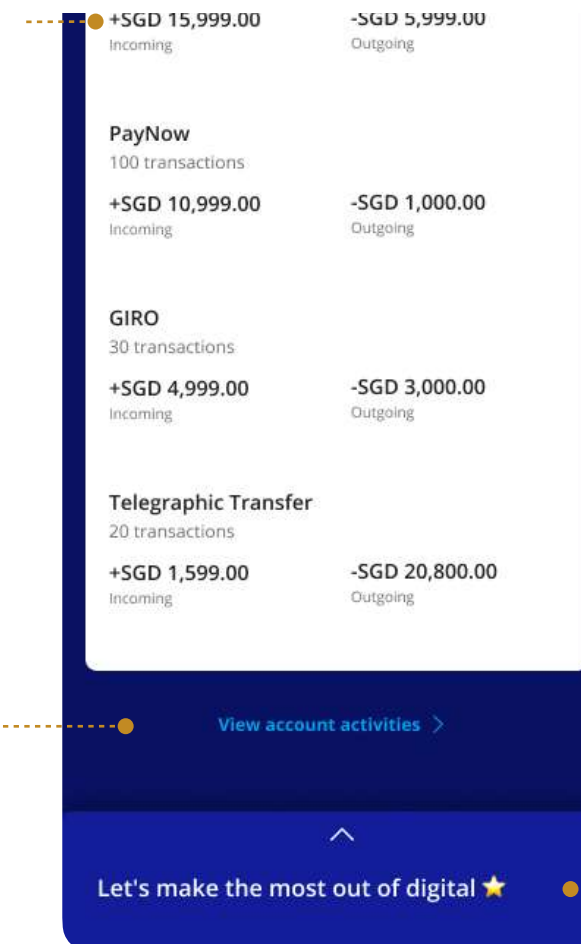 +SGD 15,999.00 -SGD 5,999.00
Incoming Outgoing
PayNow
100 transactions
+SGD 10,999.00 -SGD 1,000.00
Incoming Outgoing
GIRO
30 transactions
+SGD 4,999.00 -SGD 3,000.00
Incoming Outgoing
Telegraphic Transfer
20 transactions
+SGD 1,599.00 -SGD 20,800.00
Incoming Outgoing
View account activities
Let's make the most out of digital ⭐